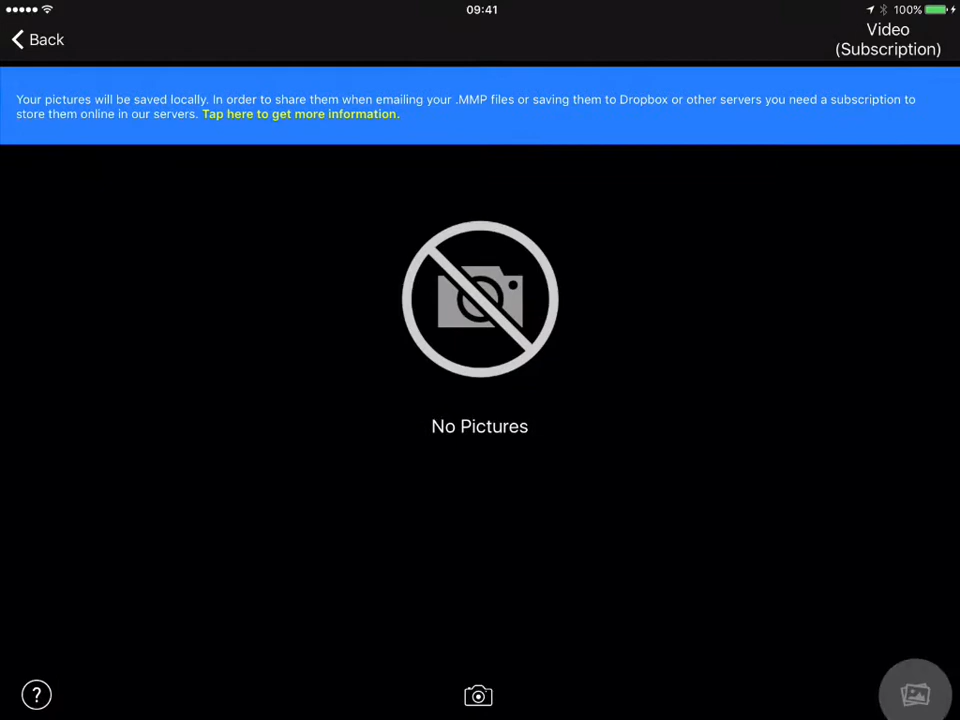 09:41
100%
Back
Video
(Subscription)
Your pictures will be saved locally. In order to share them when emailing your .MMP files or saving them to Dropbox or other servers you need a subscription to
store them online in our servers. Tap here to get more information.
No Pictures
?